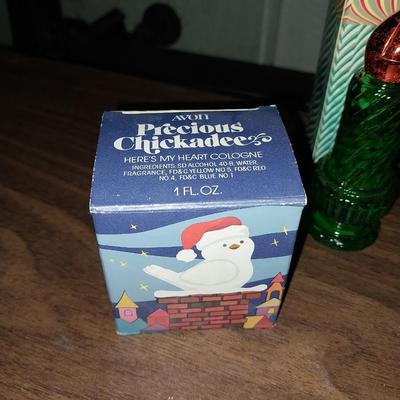 AVON
Precious
Chickadee
HERE'S MY HEART COLOGNE
INGREDIENTS: SD ALCOHOL 40-B, WATER,
FRAGRANCE, FD&C YELLOW NO. 5, FD&C RED
NO. 4, FD&C BLUE NO. 1
1 FL. OZ.